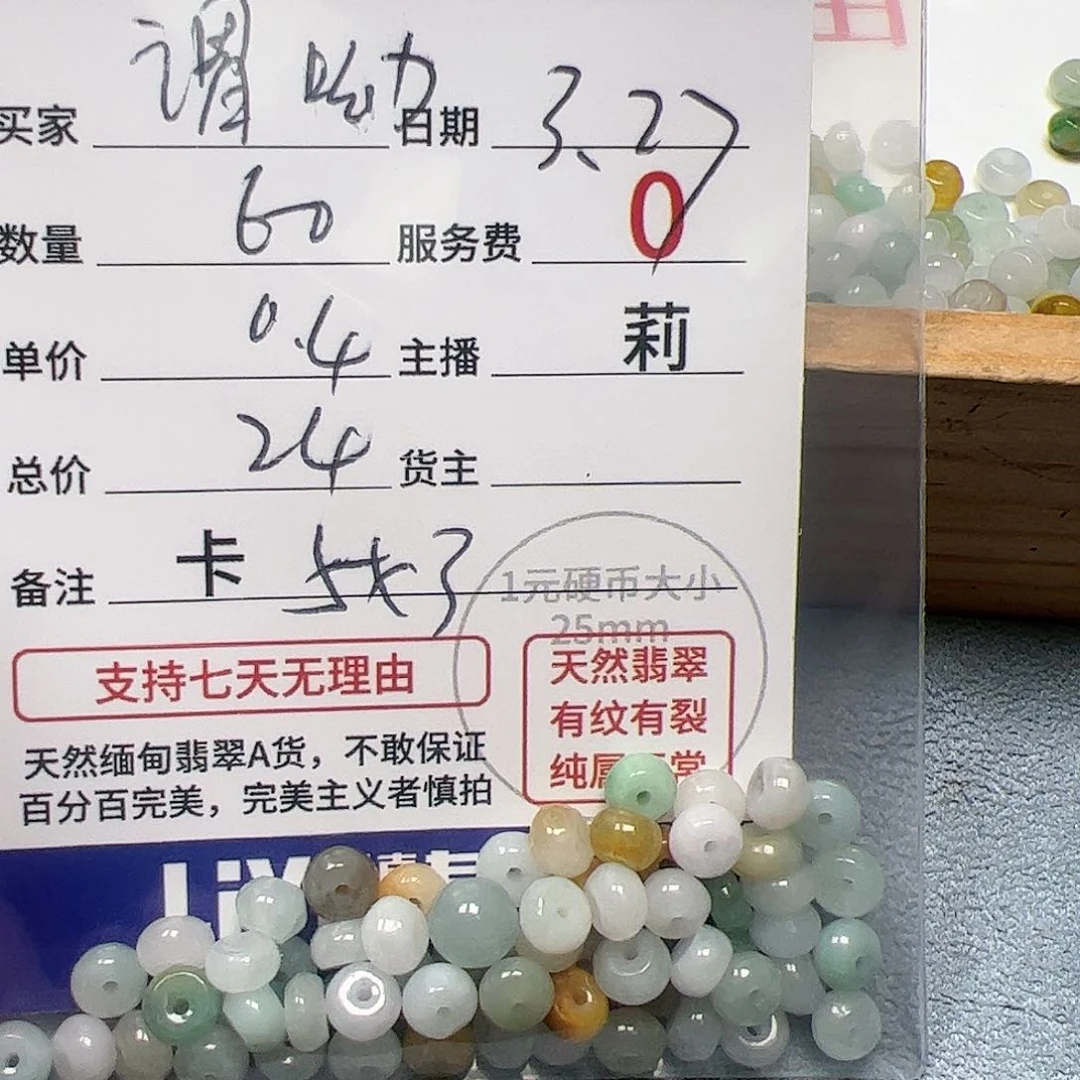 买家 日期 3.27
数量 60 服务费 0
单价 0.4 主播 莉
总价 24 货主
备注 卡 5x3
1元硬币大小
25mm
支持七天无理由
天然翡翠
有纹有裂
纯属
天然缅甸翡翠A货，不敢保证
百分百完美，完美主义者慎拍